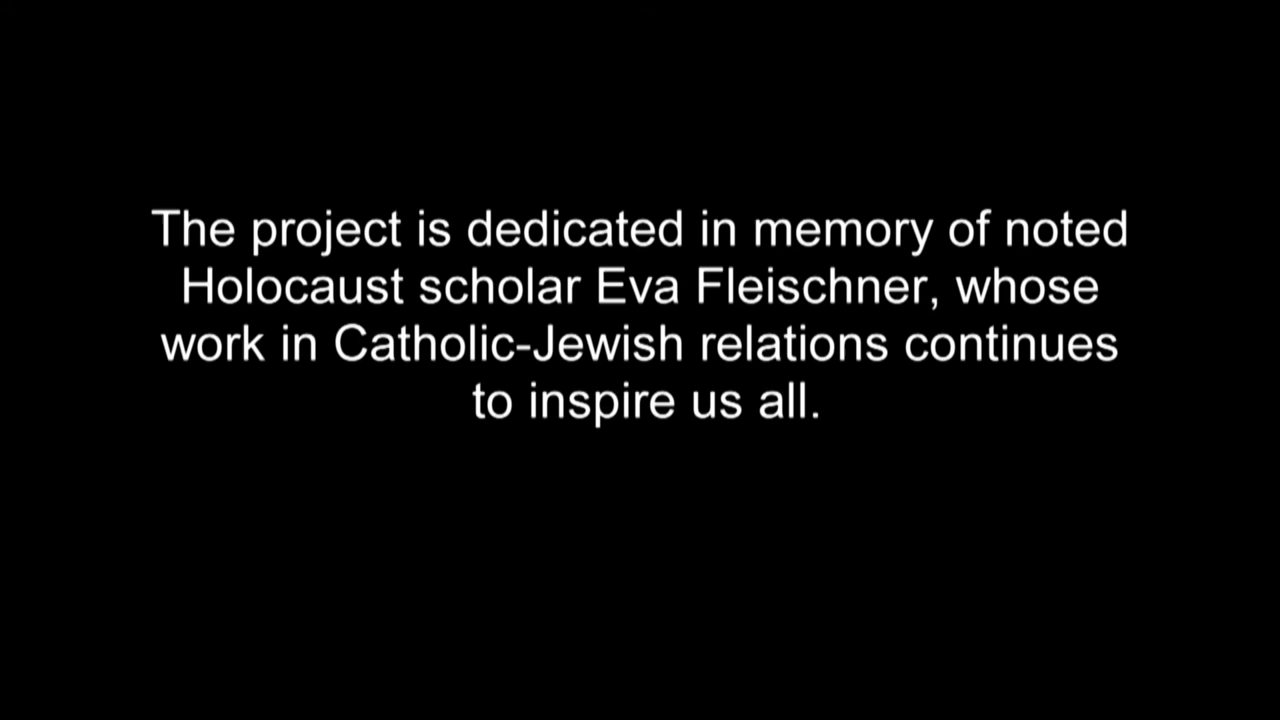 The project is dedicated in memory of noted
Holocaust scholar Eva Fleischner, whose
work in Catholic-Jewish relations continues
to inspire us all.